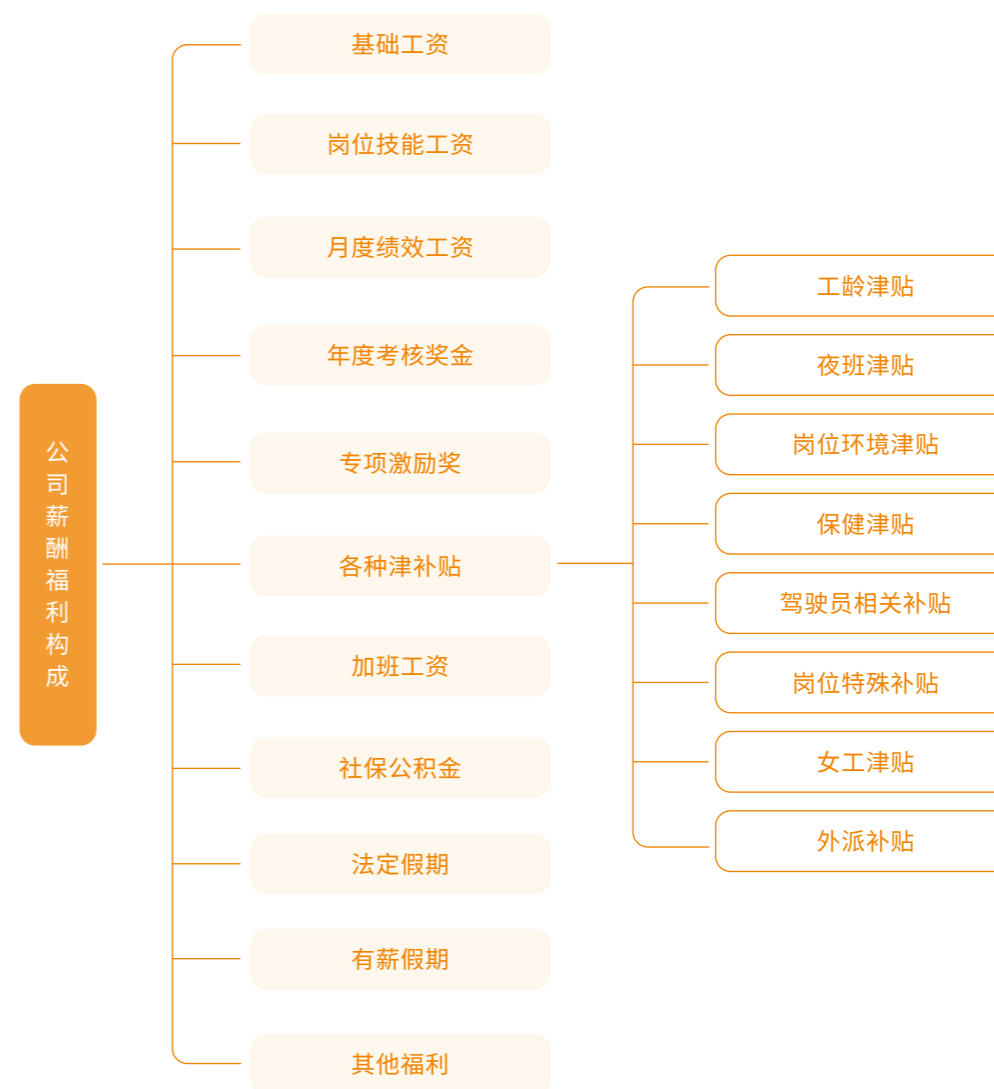 公司薪酬福利构成
基础工资
岗位技能工资
月度绩效工资
年度考核奖金
专项激励奖
各种津补贴
加班工资
社保公积金
法定假期
有薪假期
其他福利
工龄津贴
夜班津贴
岗位环境津贴
保健津贴
驾驶员相关补贴
岗位特殊补贴
女工津贴
外派补贴